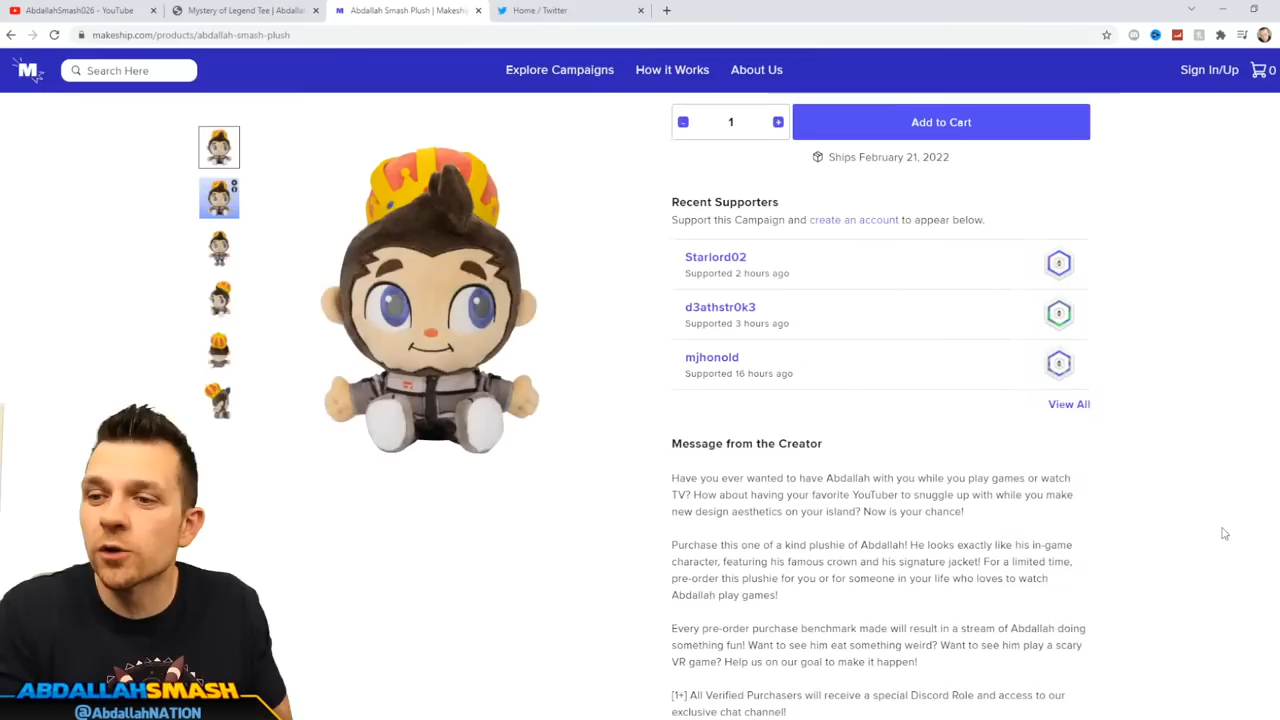 AbdallahSmash026 - YouTube
Mystery of Legend Tee | Abdallah
Abdallah Smash Plush | Makeshi
Home / Twitter
makeship.com/products/abdallah-smash-plush
M
Search Here
Explore Campaigns
How it Works
About Us
Sign In/Up
0
- 1 +
Add to Cart
Ships February 21, 2022
Recent Supporters
Support this Campaign and create an account to appear below.
Starlord02
Supported 2 hours ago
d3athstr0k3
Supported 3 hours ago
mjhonold
Supported 16 hours ago
View All
Message from the Creator
Have you ever wanted to have Abdallah with you while you play games or watch
TV? How about having your favorite YouTuber to snuggle up with while you make
new design aesthetics on your island? Now is your chance!
Purchase this one of a kind plushie of Abdallah! He looks exactly like his in-game
character, featuring his famous crown and his signature jacket! For a limited time,
pre-order this plushie for you or for someone in your life who loves to watch
Abdallah play games!
Every pre-order purchase benchmark made will result in a stream of Abdallah doing
something fun! Want to see him eat something weird? Want to see him play a scary
VR game? Help us on our goal to make it happen!
[1+] All Verified Purchasers will receive a special Discord Role and access to our
exclusive chat channel!
ABDALLAHSMASH
@AbdallahNATION